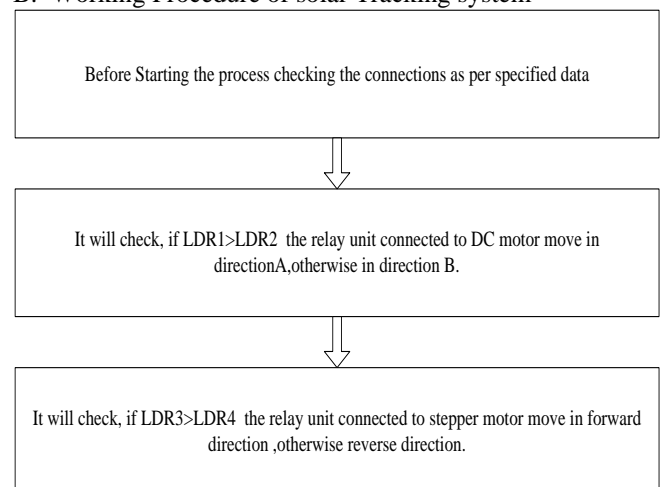 B. Working Procedure of solar Tracking system
Before Starting the process checking the connections as per specified data
It will check, if LDR1>LDR2 the relay unit connected to DC motor move in
directionA,otherwise in direction B.
It will check, if LDR3>LDR4 the relay unit connected to stepper motor move in forward
direction ,otherwise reverse direction.